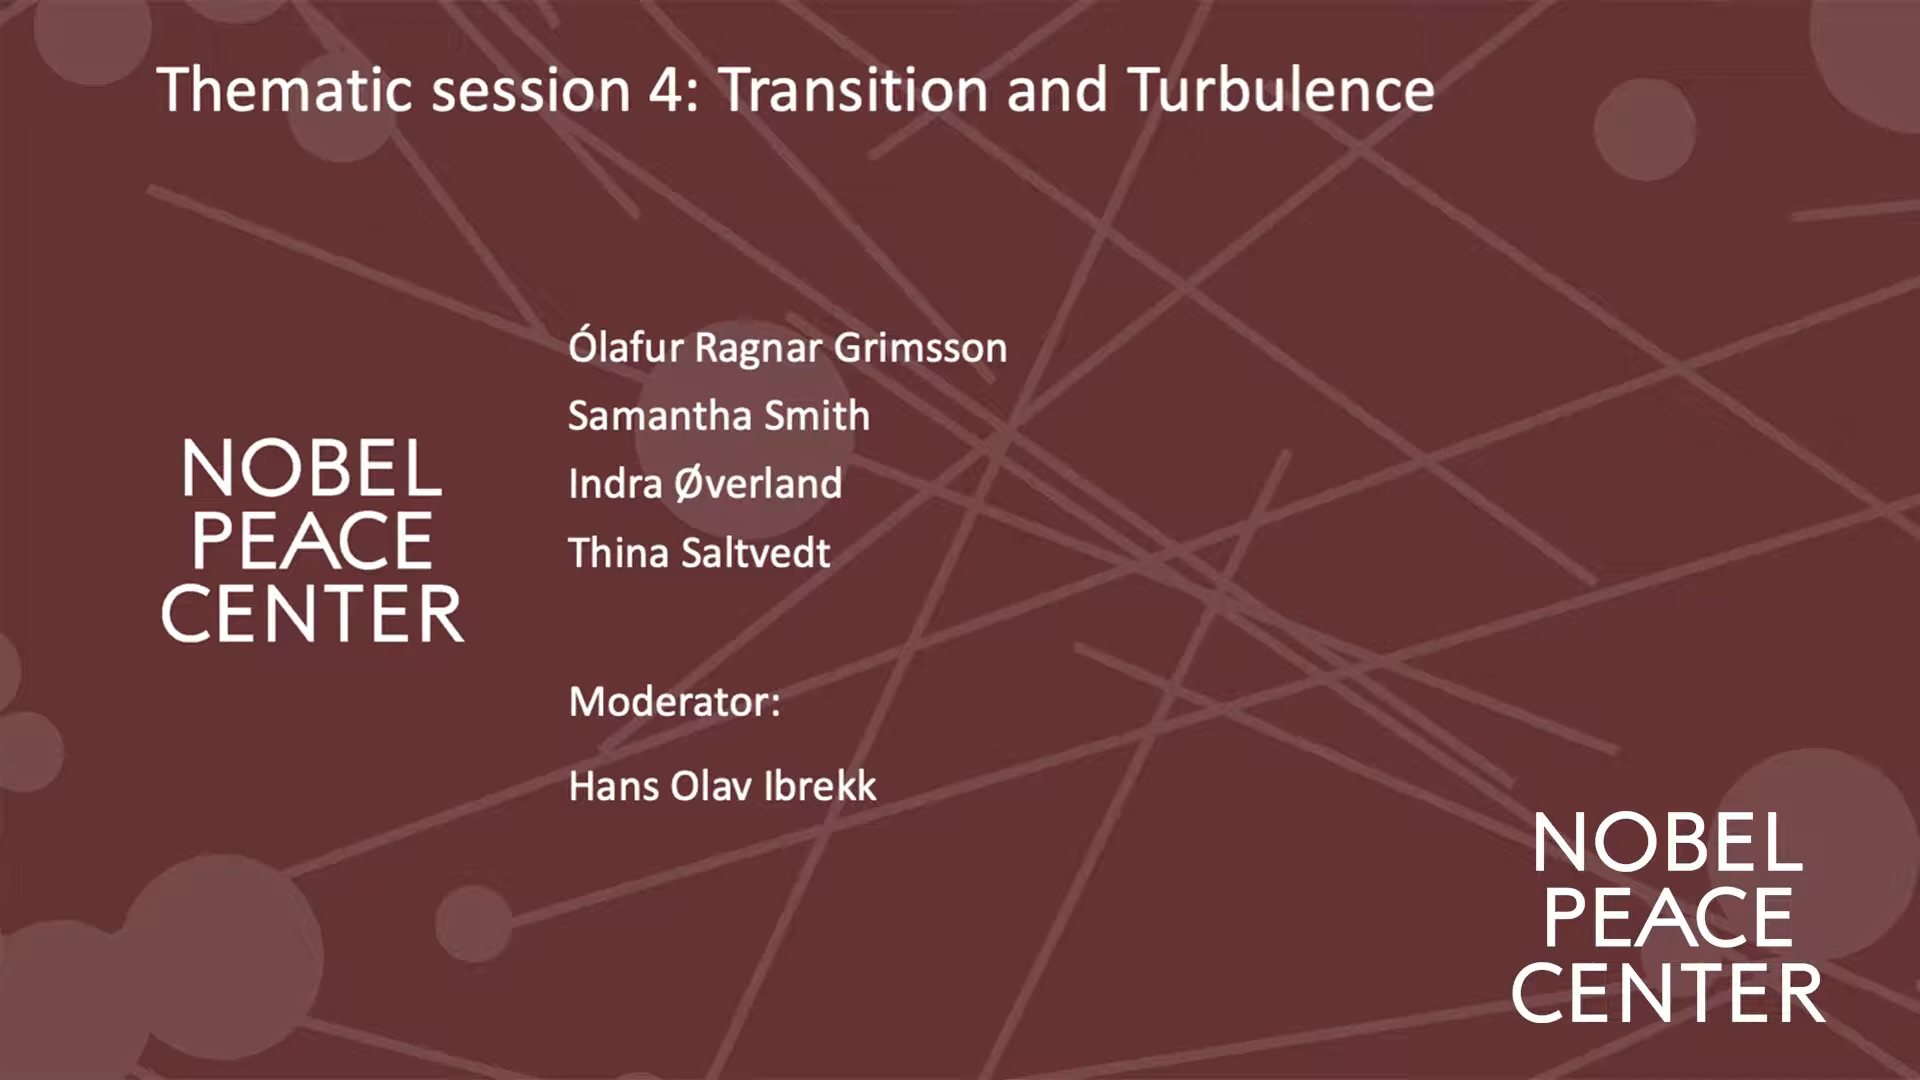 Thematic session 4: Transition and Turbulence
NOBEL
PEACE
CENTER
Ólafur Ragnar Grimsson
Samantha Smith
Indra Øverland
Thina Saltvedt
Moderator:
Hans Olav Ibrekk
NOBEL
PEACE
CENTER